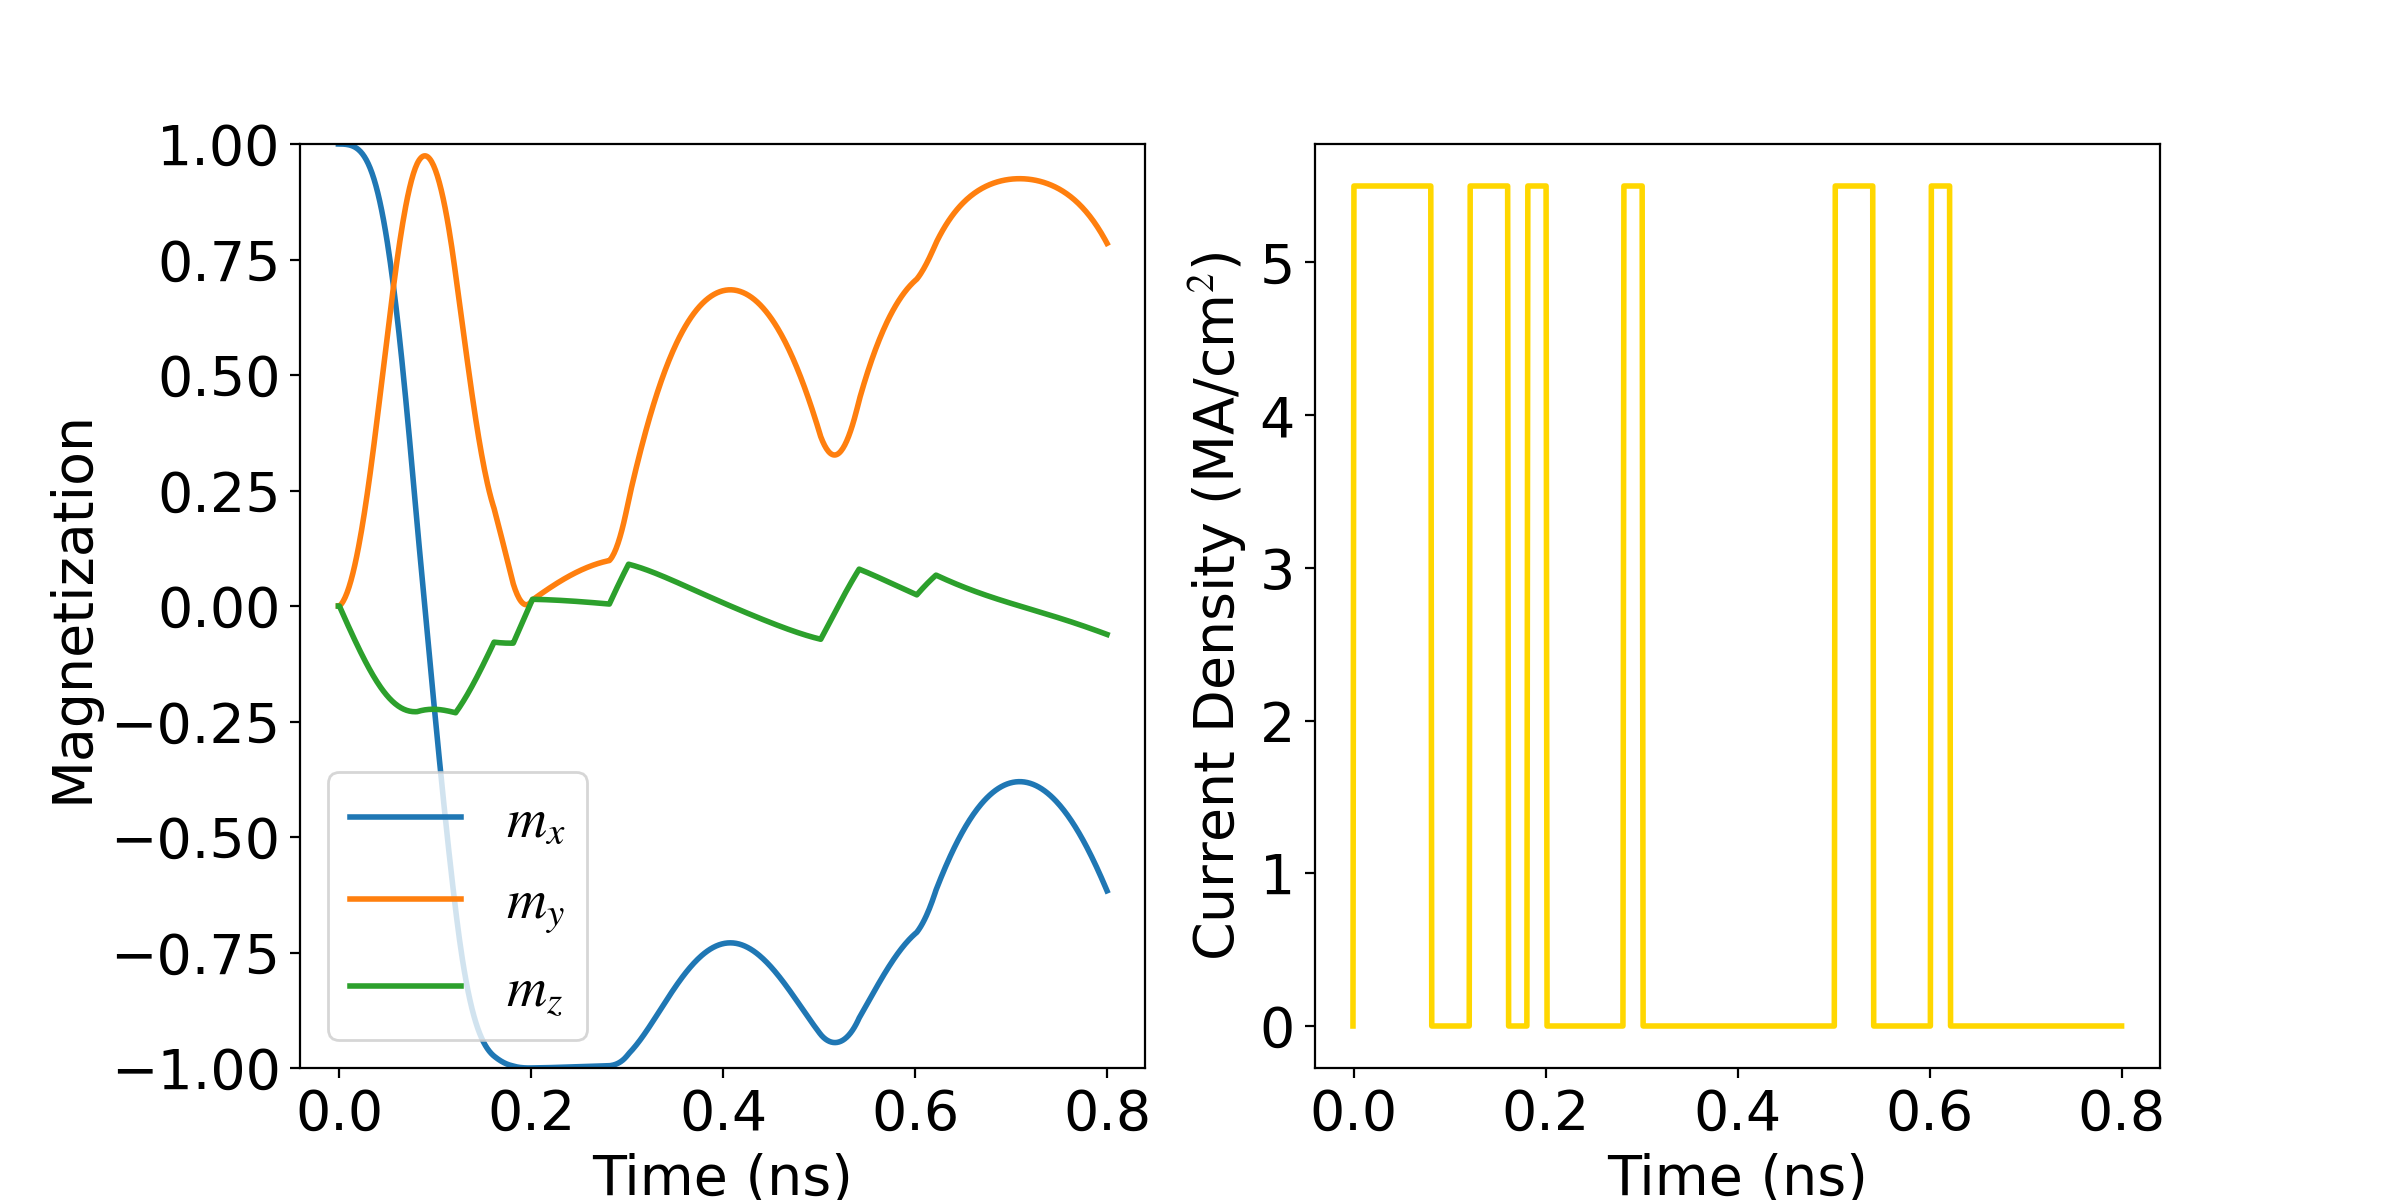 Magnetization
1.00
0.75
0.50
0.25
0.00
−0.25
−0.50
−0.75
−1.00
m_x
m_y
m_z
0.0 0.2 0.4 0.6 0.8
Time (ns)
Current Density (MA/cm²)
5
4
3
2
1
0
0.0 0.2 0.4 0.6 0.8
Time (ns)